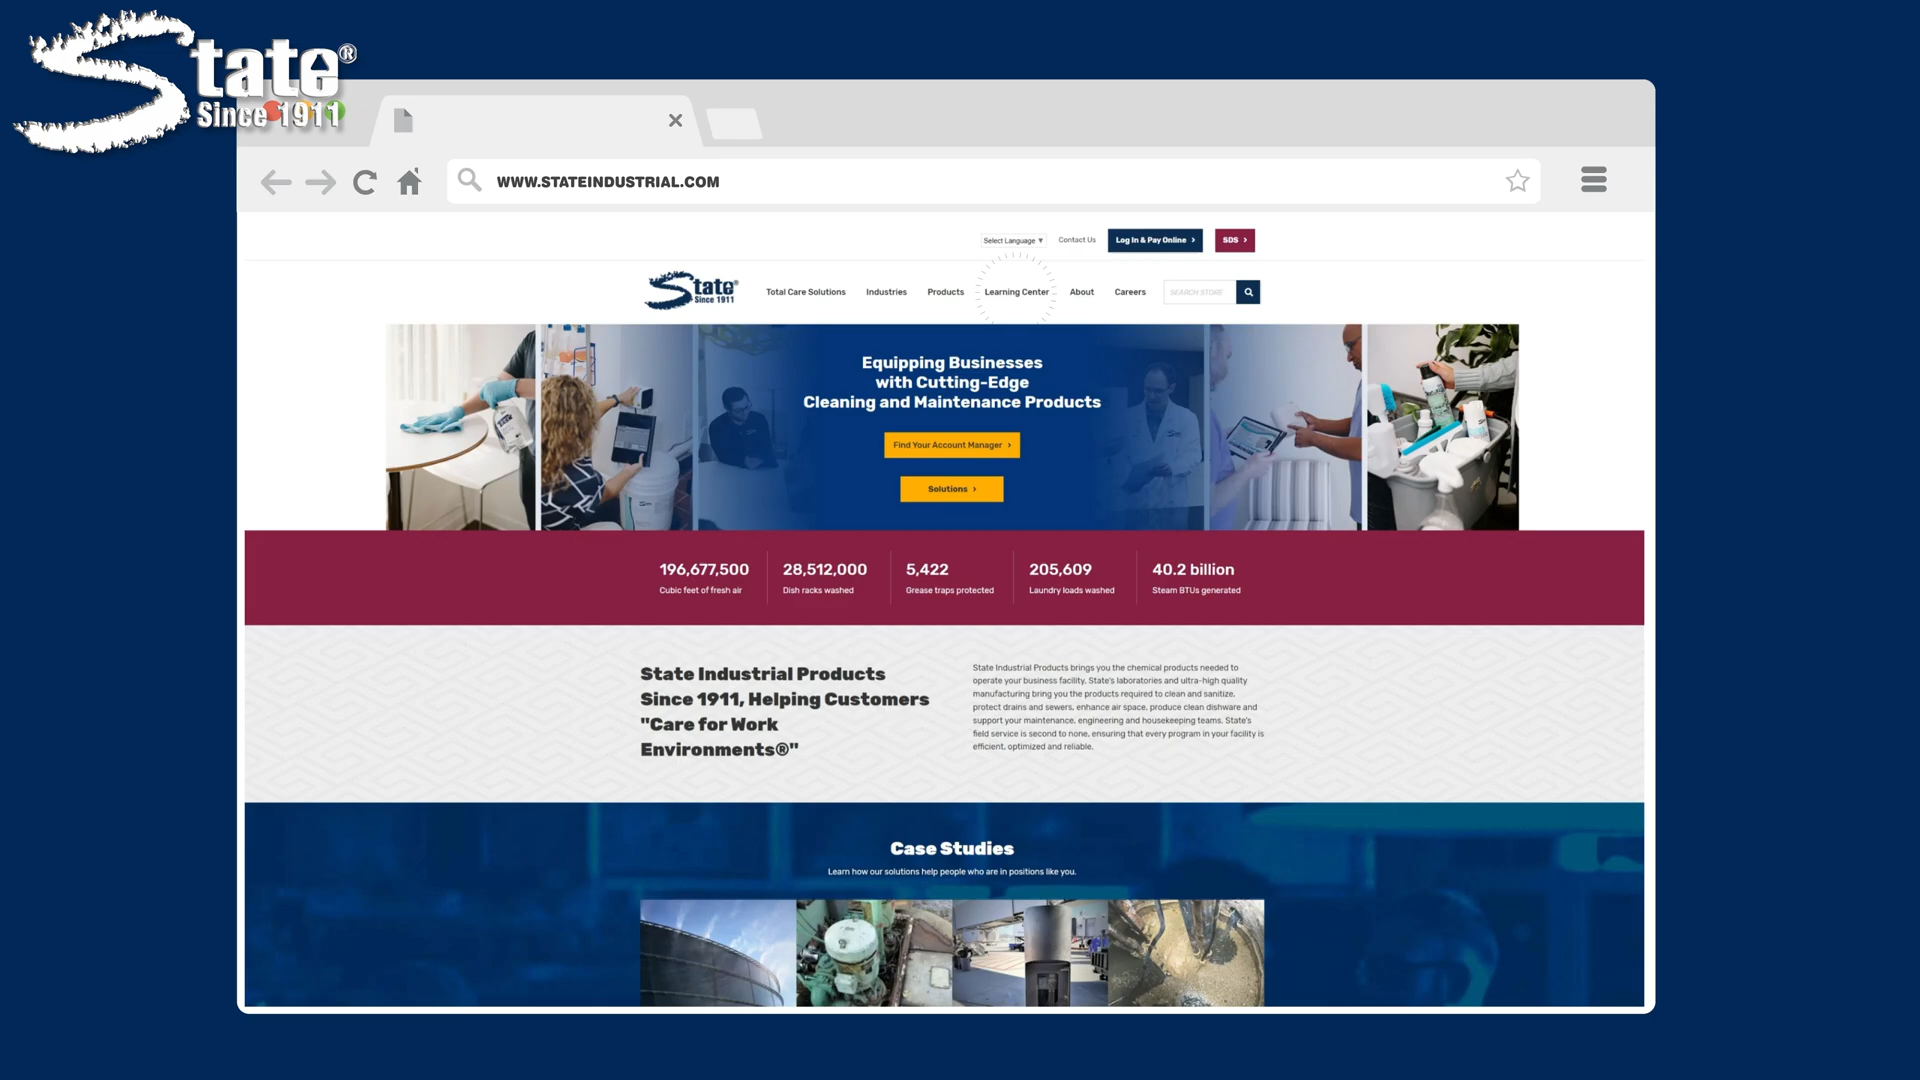 State®
Since 1911
WWW.STATEINDUSTRIAL.COM
Select Language ▼
Contact Us
Log In & Pay Online >
SDS >
State®
Since 1911
Total Care Solutions
Industries
Products
Learning Center
About
Careers
SEARCH STORE
Equipping Businesses
with Cutting-Edge
Cleaning and Maintenance Products
Find Your Account Manager >
Solutions >
196,677,500
Cubic feet of fresh air
28,512,000
Dish racks washed
5,422
Grease traps protected
205,609
Laundry loads washed
40.2 billion
Steam BTUs generated
State Industrial Products
Since 1911, Helping Customers
"Care for Work
Environments®"
State Industrial Products brings you the chemical products needed to
operate your business facility. State's laboratories and ultra-high quality
manufacturing bring you the products required to clean and sanitize,
protect drains and sewers, enhance air space, produce clean dishware and
support your maintenance, engineering and housekeeping teams. State's
field service is second to none, ensuring that every program in your facility is
efficient, optimized and reliable.
Case Studies
Learn how our solutions help people who are in positions like you.